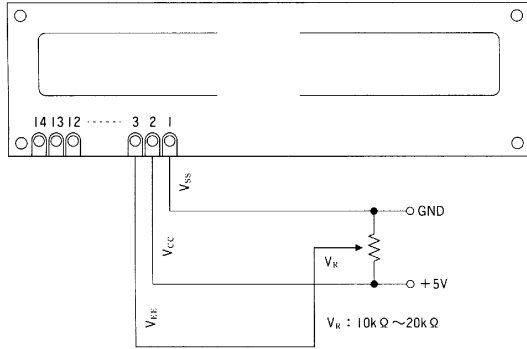 14 13 12 ······ 3 2 1
VSS
GND
VCC
VR
+5V
VEE
VR : 10kΩ～20kΩ